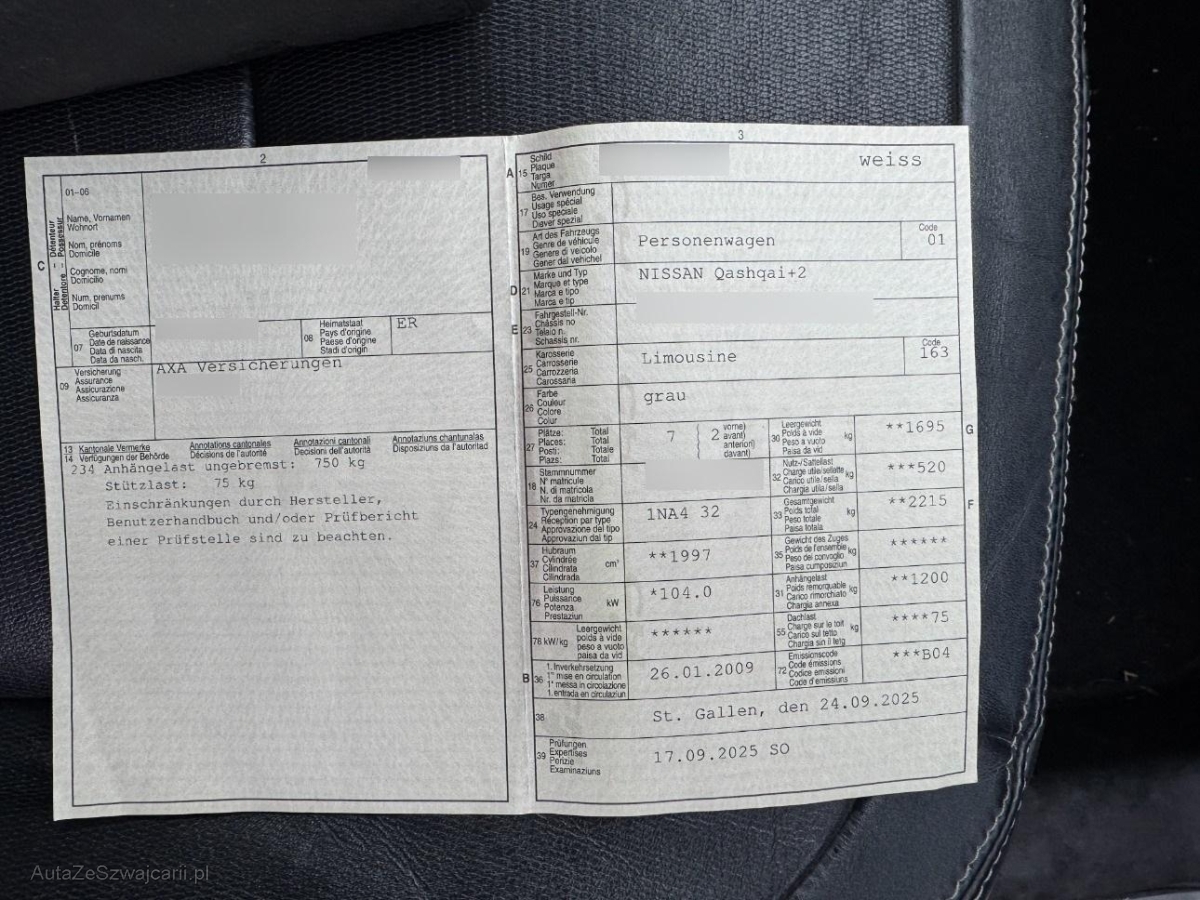 2
01-06
C
Halter - Détenteur
Detentore - Possessur
Name, Vornamen
Wohnort
Nom, prénoms
Domicile
Cognome, nomi
Domicilio
Num, prenums
Domicil
07
Geburtsdatum
Date de naissance
Data di nascita
Data da nasch.
08
Heimatstaat
Pays d'origine
Paese d'origine
Stadi d'origin
ER
09
Versicherung
Assurance
Assicurazione
Assicuranza
AXA Versicherungen
13 Kantonale Vermerke Annotations cantonales Annotazioni cantonali Annotaziuns chantunalas
14 Verfügungen der Behörde Décisions de l'autorité Decisioni dell'autorità Disposiziuns da l'autoritad
234 Anhängelast ungebremst: 750 kg
Stützlast: 75 kg
Einschränkungen durch Hersteller,
Benutzerhandbuch und/oder Prüfbericht
einer Prüfstelle sind zu beachten.
3
A 15
Schild
Plaque
Targa
Numer
weiss
17
Bes. Verwendung
Usage spécial
Uso speciale
Diever spezial
19
Art des Fahrzeugs
Genre de véhicule
Genere di veicolo
Gener dal vehichel
Personenwagen
Code
01
D 21
Marke und Typ
Marque et type
Marca e tipo
Marca e tip
NISSAN Qashqai+2
E 23
Fahrgestell-Nr.
Châssis no
Telaio n.
Schassis nr.
25
Karosserie
Carrosserie
Carrozzeria
Carossaria
Limousine
Code
163
26
Farbe
Couleur
Colore
Colur
grau
27
Plätze: Total
Places: Total
Posti: Totale
Plazs: Total
7 2
vorne)
avant)
anteriori)
davant)
30
Leergewicht
Poids à vide
Peso a vuoto
Paisa da vid
kg
**1695
G
18
Stammnummer
N° matricule
N. di matricola
Nr. da matricla
32
Nutz-/Sattellast
Charge utile/sellette
Carico utile/sella
Chargia utila/sella
kg
***520
24
Typengenehmigung
Réception par type
Approvazione del tipo
Approvaziun dal tip
1NA4 32
33
Gesamtgewicht
Poids total
Peso totale
Paisa totala
kg
**2215
F
37
Hubraum
Cylindrée
Cilindrata
Cilindrada
cm³
**1997
35
Gewicht des Zuges
Poids de l'ensemble
Peso del convoglio
Paisa cumposiziun
kg
******
76
Leistung
Puissance
Potenza
Prestaziun
kW
*104.0
31
Anhängelast
Poids remorquable
Carico rimorchiato
Chargia annexa
kg
**1200
78 kW/kg
Leergewicht
poids à vide
peso a vuoto
paisa da vid
******
55
Dachlast
Charge sur le toit
Carico sul tetto
Chargia sin il tetg
kg
****75
B 36
1. Inverkehrsetzung
1re mise en circulation
1a messa in circolazione
1. entrada en circulaziun
26.01.2009
72
Emissionscode
Code émissions
Codice emissioni
Code d'emissiuns
***B04
38
St. Gallen, den 24.09.2025
39
Prüfungen
Expertises
Perizie
Examinaziuns
17.09.2025 SO
AutaZeSzwajcarii.pl